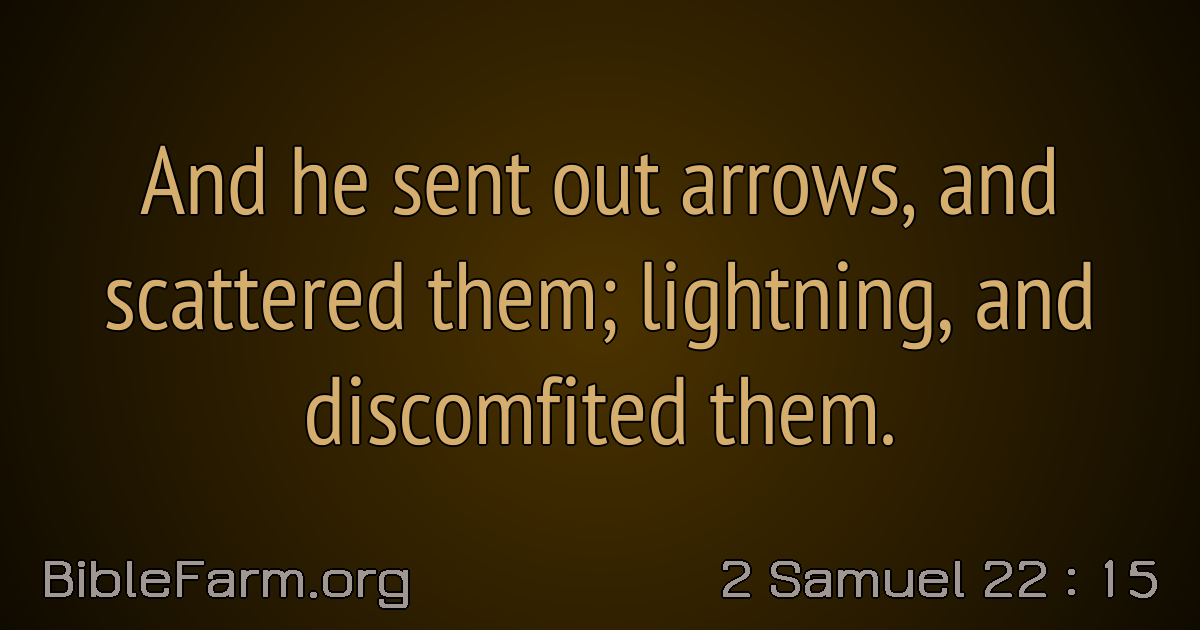 And he sent out arrows, and
scattered them; lightning, and
discomfited them.
BibleFarm.org
2 Samuel 22 : 15